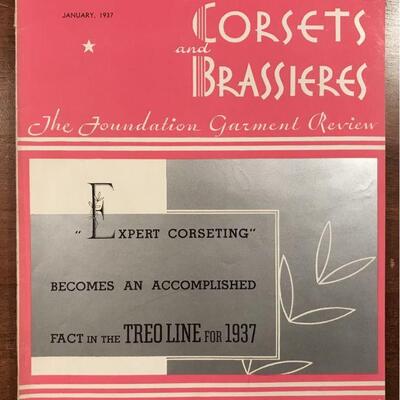 JANUARY, 1937
CORSETS
and
BRASSIERES
The Foundation Garment Review
"EXPERT CORSETING"
BECOMES AN ACCOMPLISHED
FACT IN THE TREO LINE FOR 1937